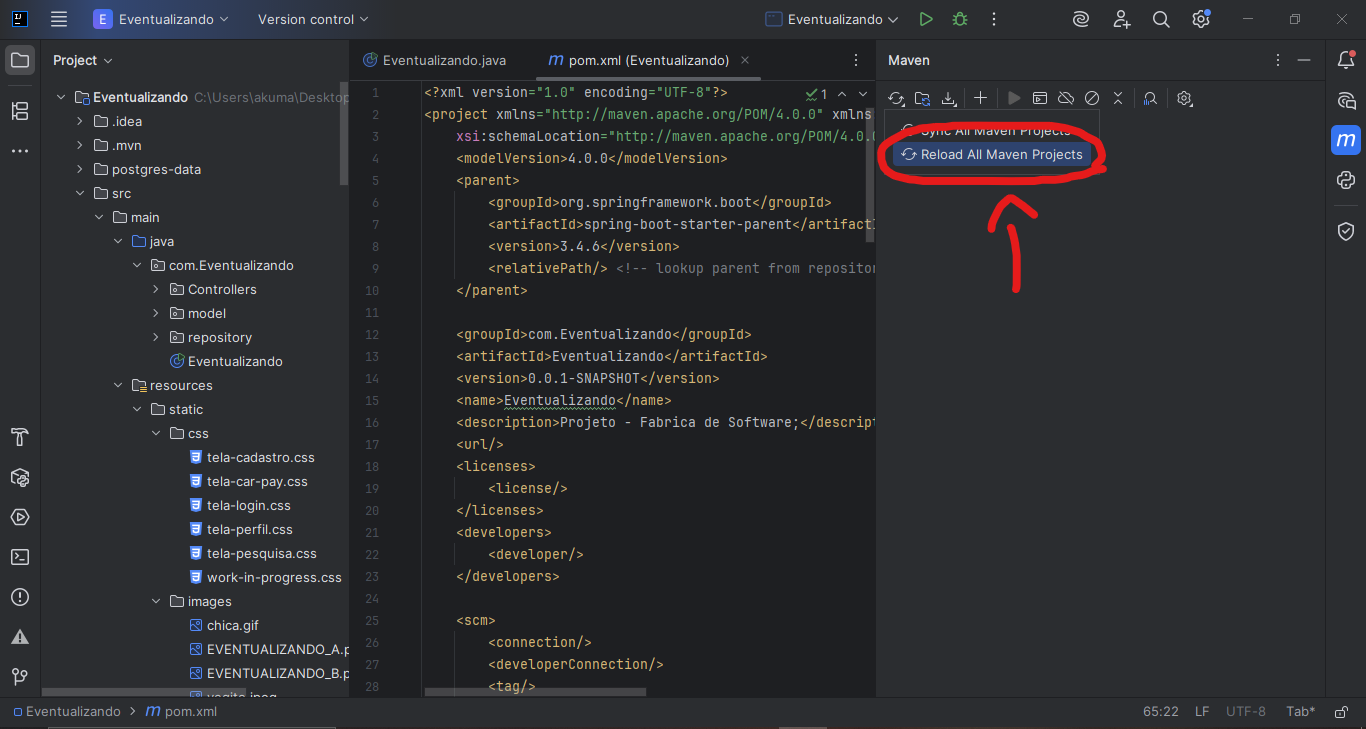 E Eventualizando Version control Eventualizando
Project
Eventualizando.java pom.xml (Eventualizando)
Maven
Eventualizando C:\Users\akuma\Desktop
.idea
.mvn
postgres-data
src
main
java
com.Eventualizando
Controllers
model
repository
Eventualizando
resources
static
css
tela-cadastro.css
tela-car-pay.css
tela-login.css
tela-perfil.css
tela-pesquisa.css
work-in-progress.css
images
chica.gif
EVENTUALIZANDO_A.p
EVENTUALIZANDO_B.p
1 <?xml version="1.0" encoding="UTF-8"?> 1
2 <project xmlns="http://maven.apache.org/POM/4.0.0" xmlns
3 xsi:schemaLocation="http://maven.apache.org/POM/4.0.0
4 <modelVersion>4.0.0</modelVersion>
5 <parent>
6 <groupId>org.springframework.boot</groupId>
7 <artifactId>spring-boot-starter-parent</artifactI
8 <version>3.4.6</version>
9 <relativePath/> <!-- lookup parent from repositor
10 </parent>
11
12 <groupId>com.Eventualizando</groupId>
13 <artifactId>Eventualizando</artifactId>
14 <version>0.0.1-SNAPSHOT</version>
15 <name>Eventualizando</name>
16 <description>Projeto - Fabrica de Software;</descript
17 <url/>
18 <licenses>
19 <license/>
20 </licenses>
21 <developers>
22 <developer/>
23 </developers>
24
25 <scm>
26 <connection/>
27 <developerConnection/>
28 <tag/>
Sync All Maven Projects
Reload All Maven Projects
Eventualizando > pom.xml
65:22 LF UTF-8 Tab*